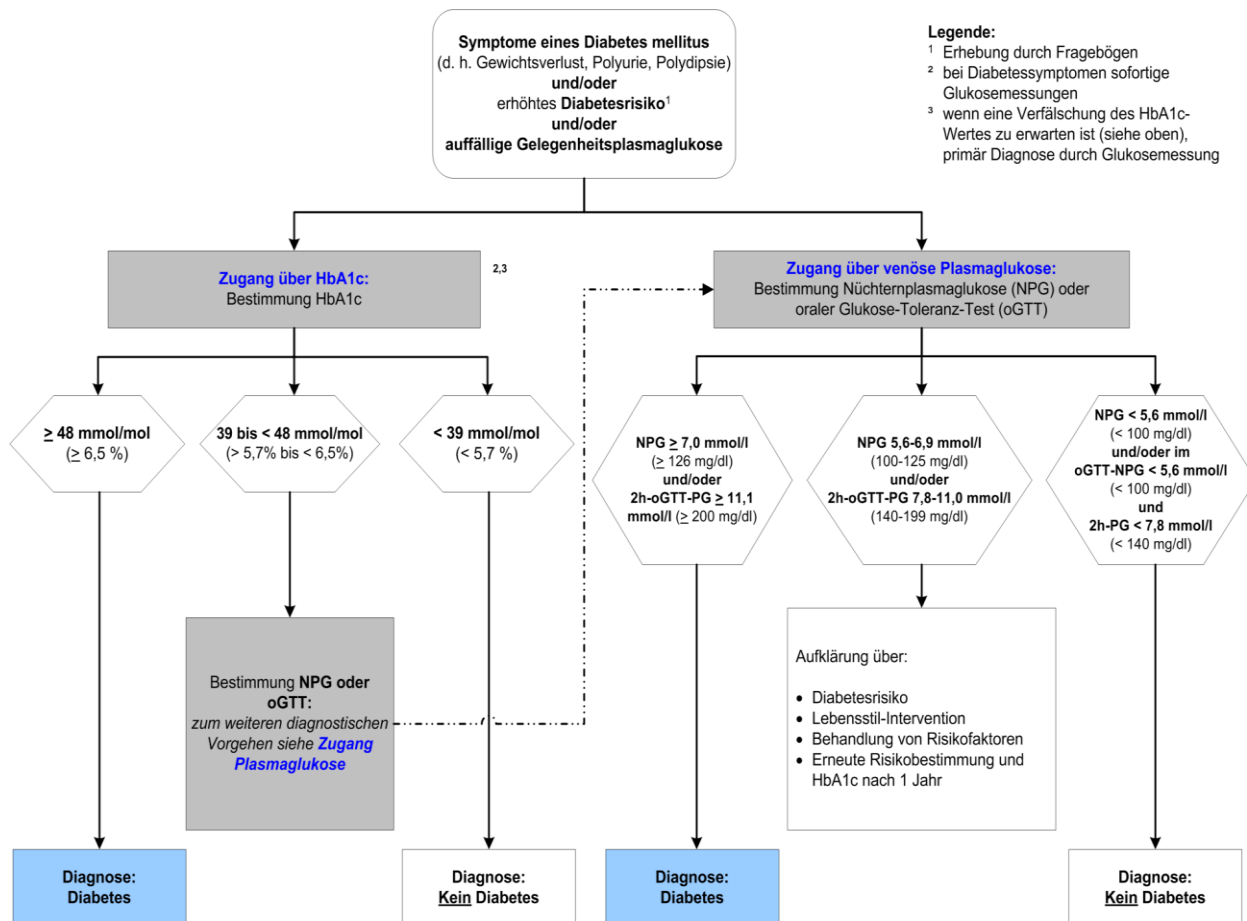 Symptome eines Diabetes mellitus
(d. h. Gewichtsverlust, Polyurie, Polydipsie)
und/oder
erhöhtes Diabetesrisiko¹
und/oder
auffällige Gelegenheitsplasmaglukose
Legende:
¹ Erhebung durch Fragebögen
² bei Diabetessymptomen sofortige
Glukosemessungen
³ wenn eine Verfälschung des HbA1c-
Wertes zu erwarten ist (siehe oben),
primär Diagnose durch Glukosemessung
Zugang über HbA1c:
Bestimmung HbA1c
2,3
Zugang über venöse Plasmaglukose:
Bestimmung Nüchternplasmaglukose (NPG) oder
oraler Glukose-Toleranz-Test (oGTT)
≥ 48 mmol/mol
(≥ 6,5 %)
39 bis < 48 mmol/mol
(> 5,7% bis < 6,5%)
< 39 mmol/mol
(< 5,7 %)
NPG ≥ 7,0 mmol/l
(≥ 126 mg/dl)
und/oder
2h-oGTT-PG ≥ 11,1
mmol/l (≥ 200 mg/dl)
NPG 5,6-6,9 mmol/l
(100-125 mg/dl)
und/oder
2h-oGTT-PG 7,8-11,0 mmol/l
(140-199 mg/dl)
NPG < 5,6 mmol/l
(< 100 mg/dl)
und/oder im
oGTT-NPG < 5,6 mmol/l
(< 100 mg/dl)
und
2h-PG < 7,8 mmol/l
(< 140 mg/dl)
Bestimmung NPG oder
oGTT:
zum weiteren diagnostischen
Vorgehen siehe Zugang
Plasmaglukose
Aufklärung über:
• Diabetesrisiko
• Lebensstil-Intervention
• Behandlung von Risikofaktoren
• Erneute Risikobestimmung und
HbA1c nach 1 Jahr
Diagnose:
Diabetes
Diagnose:
Kein Diabetes
Diagnose:
Diabetes
Diagnose:
Kein Diabetes